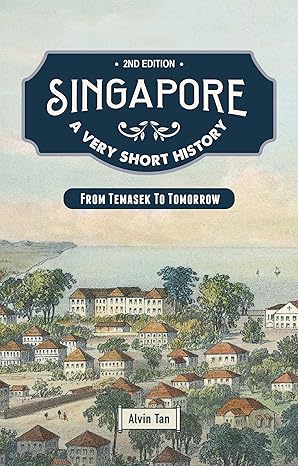 • 2ND EDITION •
SINGAPORE
A VERY SHORT HISTORY
FROM TEMASEK TO TOMORROW
Alvin Tan